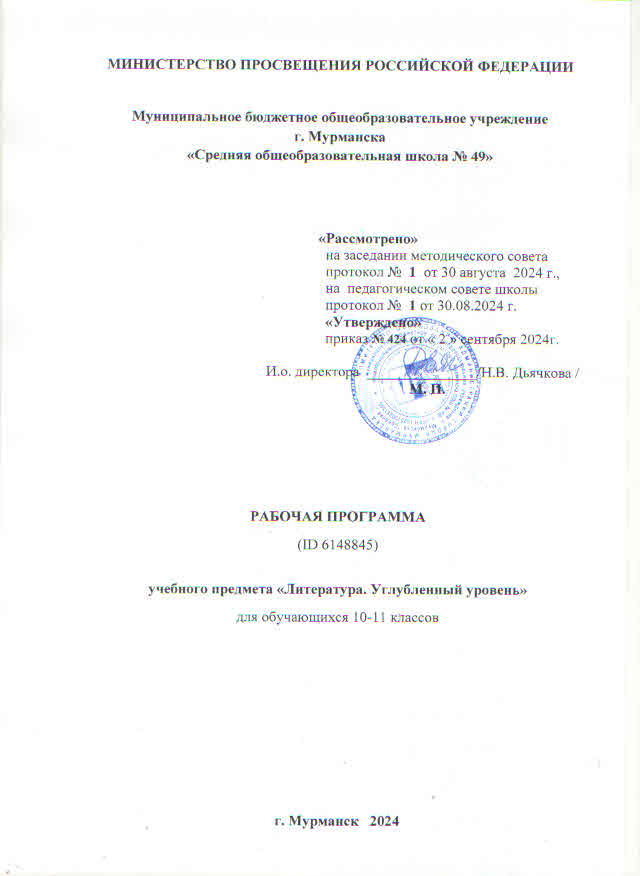 МИНИСТЕРСТВО ПРОСВЕЩЕНИЯ РОССИЙСКОЙ ФЕДЕРАЦИИ
Муниципальное бюджетное общеобразовательное учреждение
г. Мурманска
«Средняя общеобразовательная школа № 49»
«Рассмотрено»
на заседании методического совета
протокол № 1 от 30 августа 2024 г.,
на педагогическом совете школы
протокол № 1 от 30.08.2024 г.
«Утверждено»
приказ № 424 от « 2 » сентября 2024г.
И.о. директора /Н.В. Дьячкова /
М. П.
РАБОЧАЯ ПРОГРАММА
(ID 6148845)
учебного предмета «Литература. Углубленный уровень»
для обучающихся 10-11 классов
г. Мурманск 2024